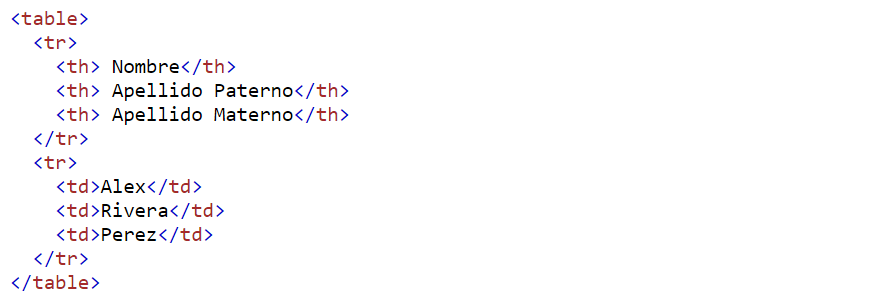 <table>
  <tr>
    <th> Nombre</th>
    <th> Apellido Paterno</th>
    <th> Apellido Materno</th>
  </tr>
  <tr>
    <td>Alex</td>
    <td>Rivera</td>
    <td>Perez</td>
  </tr>
</table>